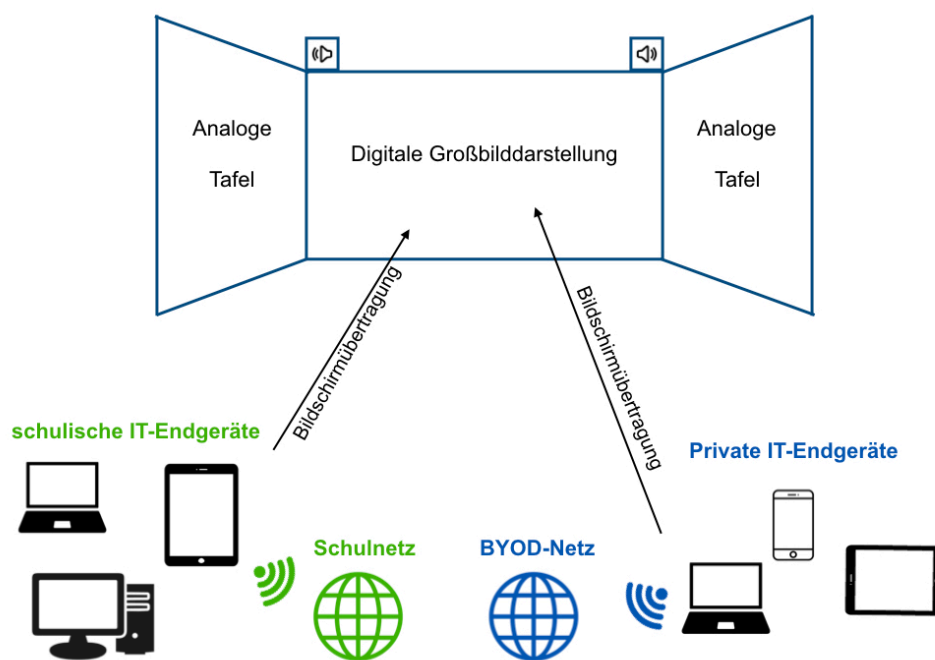 Analoge
Tafel
Digitale Großbilddarstellung
Analoge
Tafel
Bildschirmübertragung
Bildschirmübertragung
schulische IT-Endgeräte
Private IT-Endgeräte
Schulnetz
BYOD-Netz